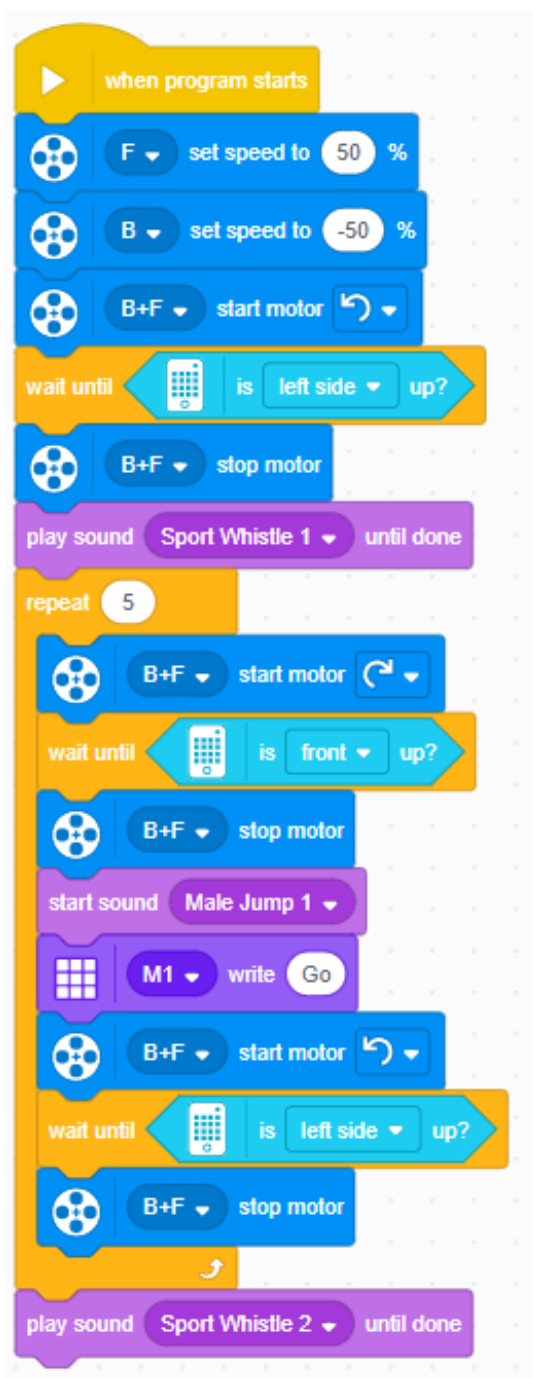 when program starts
F set speed to 50 %
B set speed to -50 %
B+F start motor
wait until is left side up?
B+F stop motor
play sound Sport Whistle 1 until done
repeat 5
B+F start motor
wait until is front up?
B+F stop motor
start sound Male Jump 1
M1 write Go
B+F start motor
wait until is left side up?
B+F stop motor
play sound Sport Whistle 2 until done